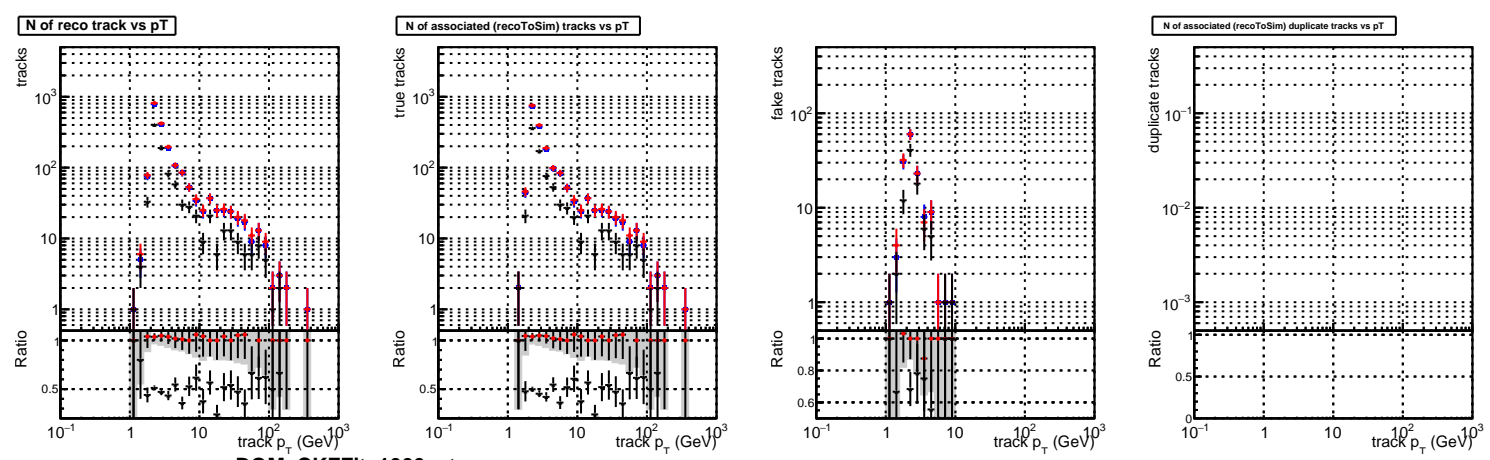 N of reco track vs pT
tracks
10³
10²
10
1
Ratio
1
0.5
10⁻¹ 1 10 10² 10³
track p_T (GeV)
N of associated (recoToSim) tracks vs pT
true tracks
10³
10²
10
1
Ratio
1
0.5
10⁻¹ 1 10 10² 10³
track p_T (GeV)
fake tracks
10²
10
1
Ratio
1
0.8
0.6
10⁻¹ 1 10 10² 10³
track p_T (GeV)
N of associated (recoToSim) duplicate tracks vs pT
duplicate tracks
10⁻¹
10⁻²
10⁻³
Ratio
1
0.5
0
10⁻¹ 1 10 10² 10³
track p_T (GeV)